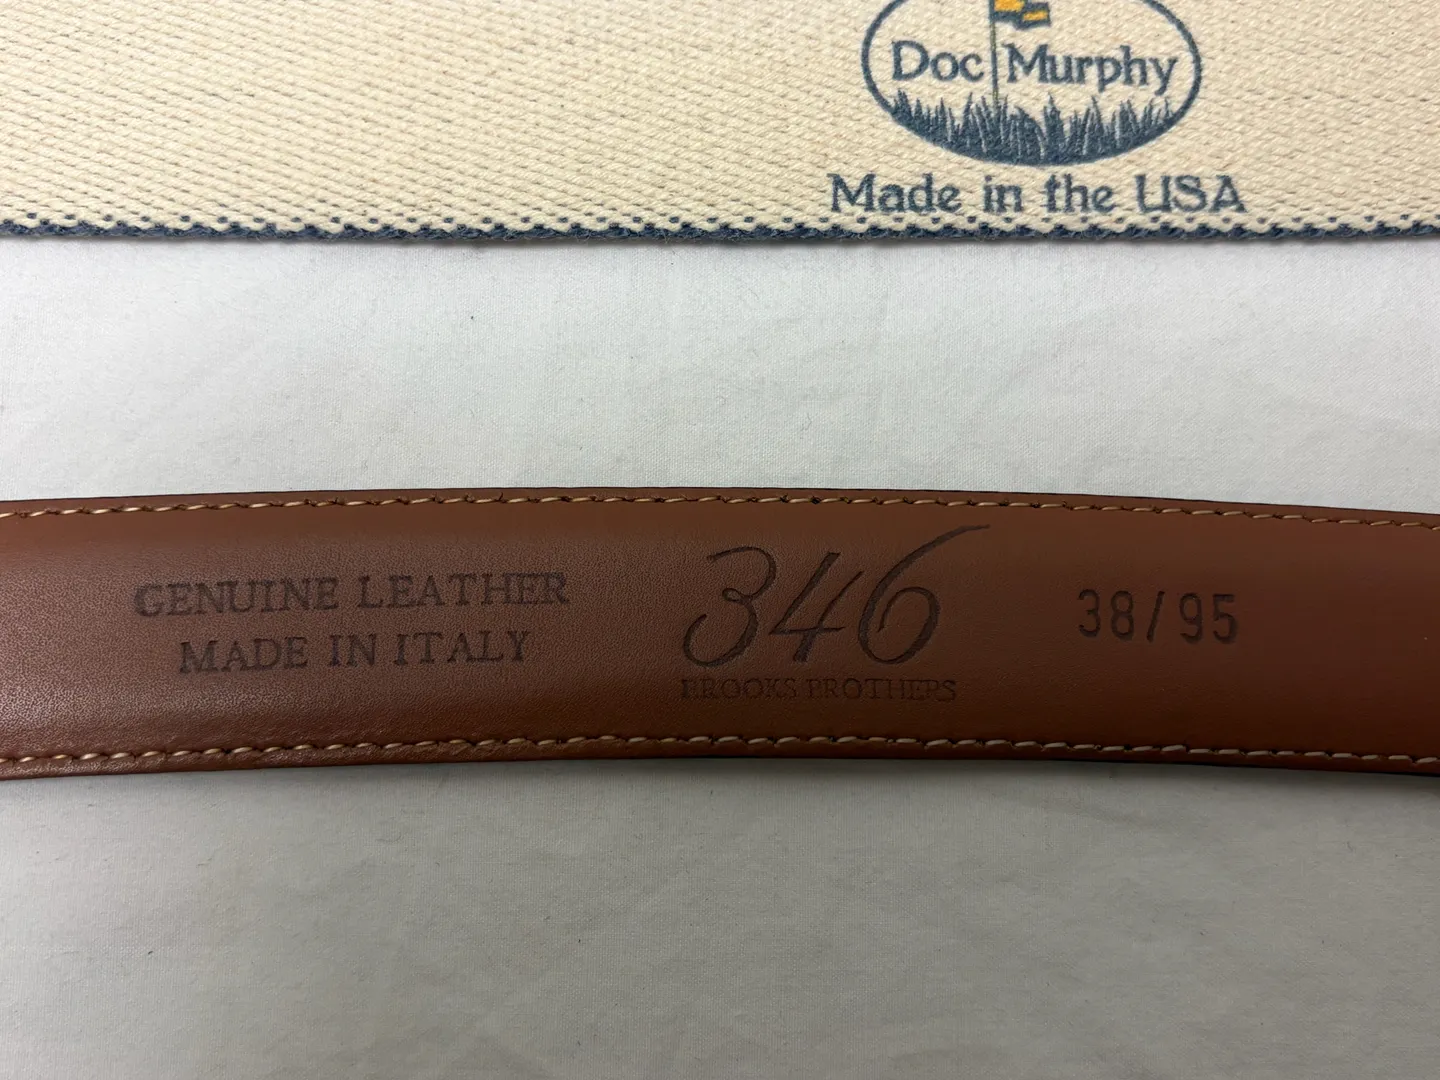 Doc Murphy
Made in the USA
GENUINE LEATHER
MADE IN ITALY
346
BROOKS BROTHERS
38/95